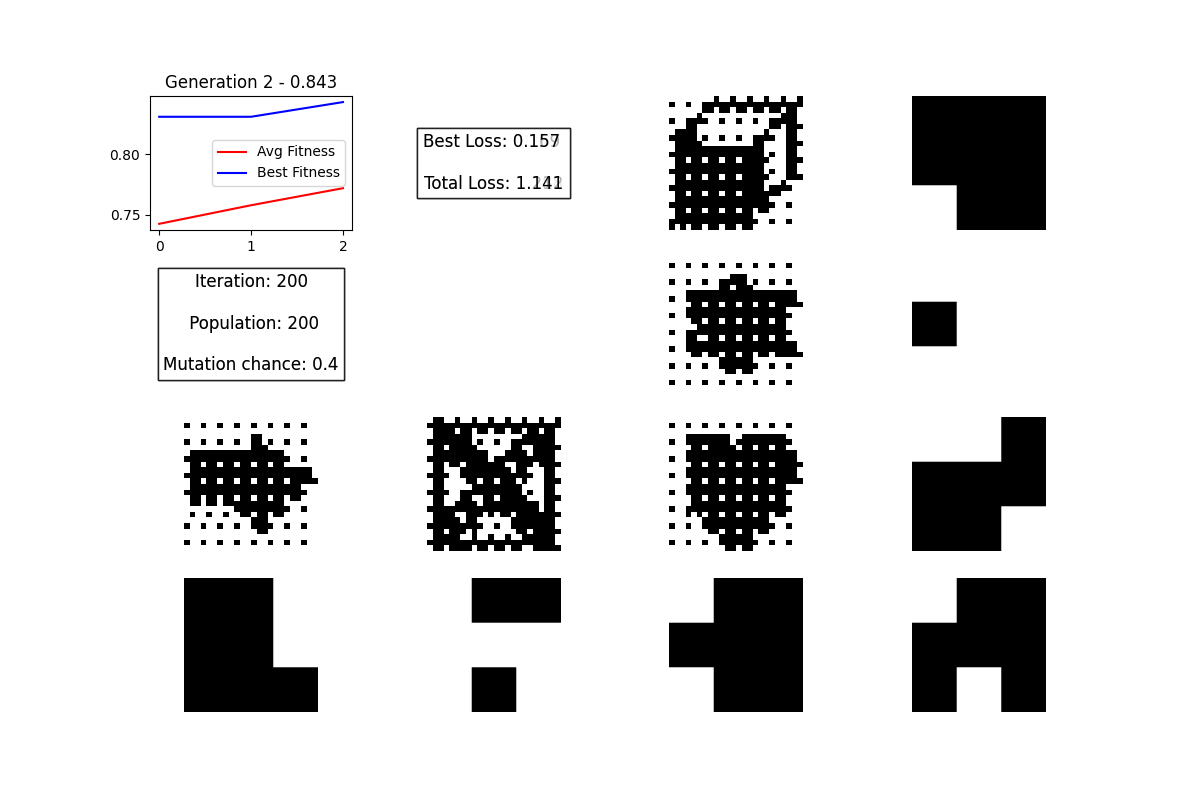 Generation 2 - 0.843
0.80
0.75
Avg Fitness
Best Fitness
0 1 2
Best Loss: 0.157
Total Loss: 1.141
Iteration: 200
Population: 200
Mutation chance: 0.4